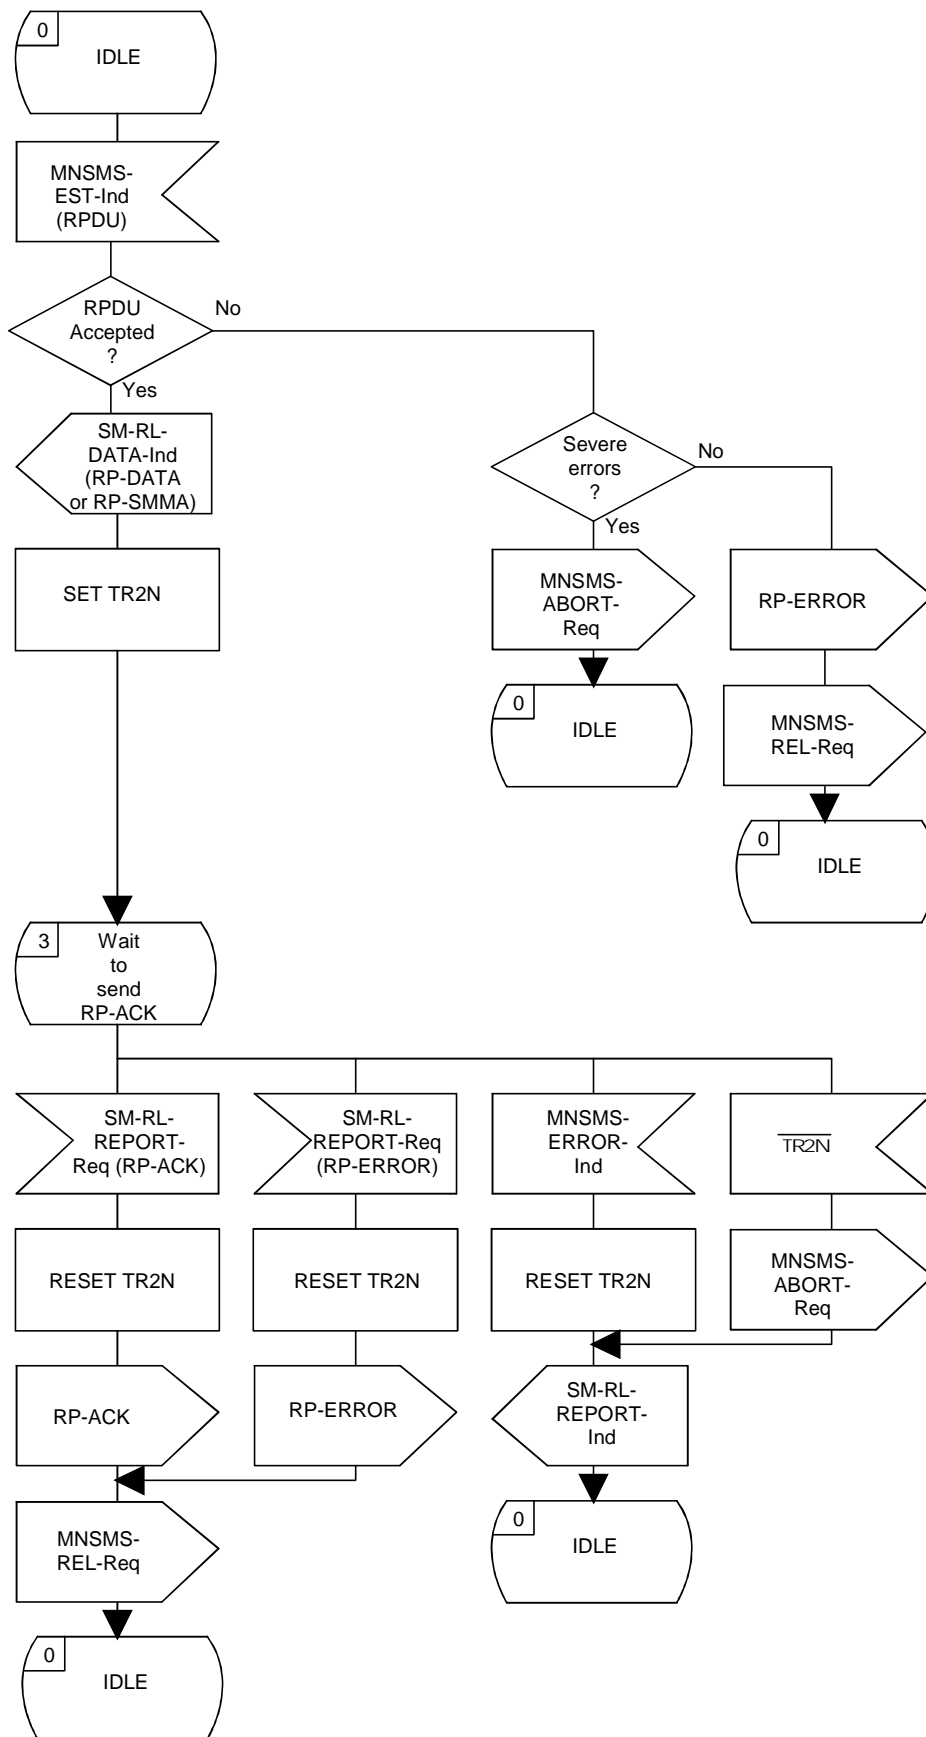 0
IDLE
MNSMS-
EST-Ind
(RPDU)
RPDU
Accepted
?
No
Yes
SM-RL-
DATA-Ind
(RP-DATA
or RP-SMMA)
SET TR2N
Severe
errors
?
No
Yes
MNSMS-
ABORT-
Req
0
IDLE
RP-ERROR
MNSMS-
REL-Req
0
IDLE
3
Wait
to
send
RP-ACK
SM-RL-
REPORT-
Req (RP-ACK)
SM-RL-
REPORT-Req
(RP-ERROR)
MNSMS-
ERROR-
Ind
TR2N
RESET TR2N
RESET TR2N
RESET TR2N
MNSMS-
ABORT-
Req
RP-ACK
RP-ERROR
SM-RL-
REPORT-
Ind
MNSMS-
REL-Req
0
IDLE
0
IDLE